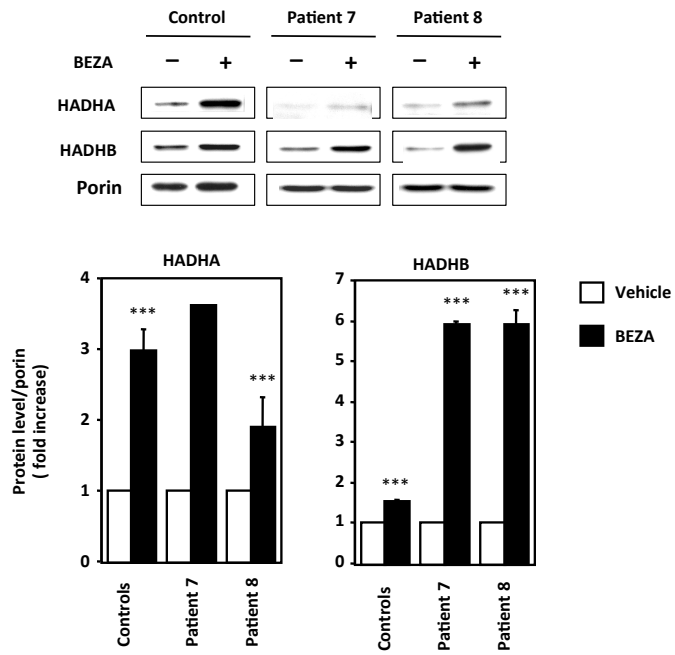 Control Patient 7 Patient 8
BEZA − + − + − +
HADHA
HADHB
Porin
HADHA
Protein level/porin
( fold increase)
4
3
2
1
0
***
***
Controls
Patient 7
Patient 8
HADHB
7
6
5
4
3
2
1
0
***
***
***
Controls
Patient 7
Patient 8
Vehicle
BEZA